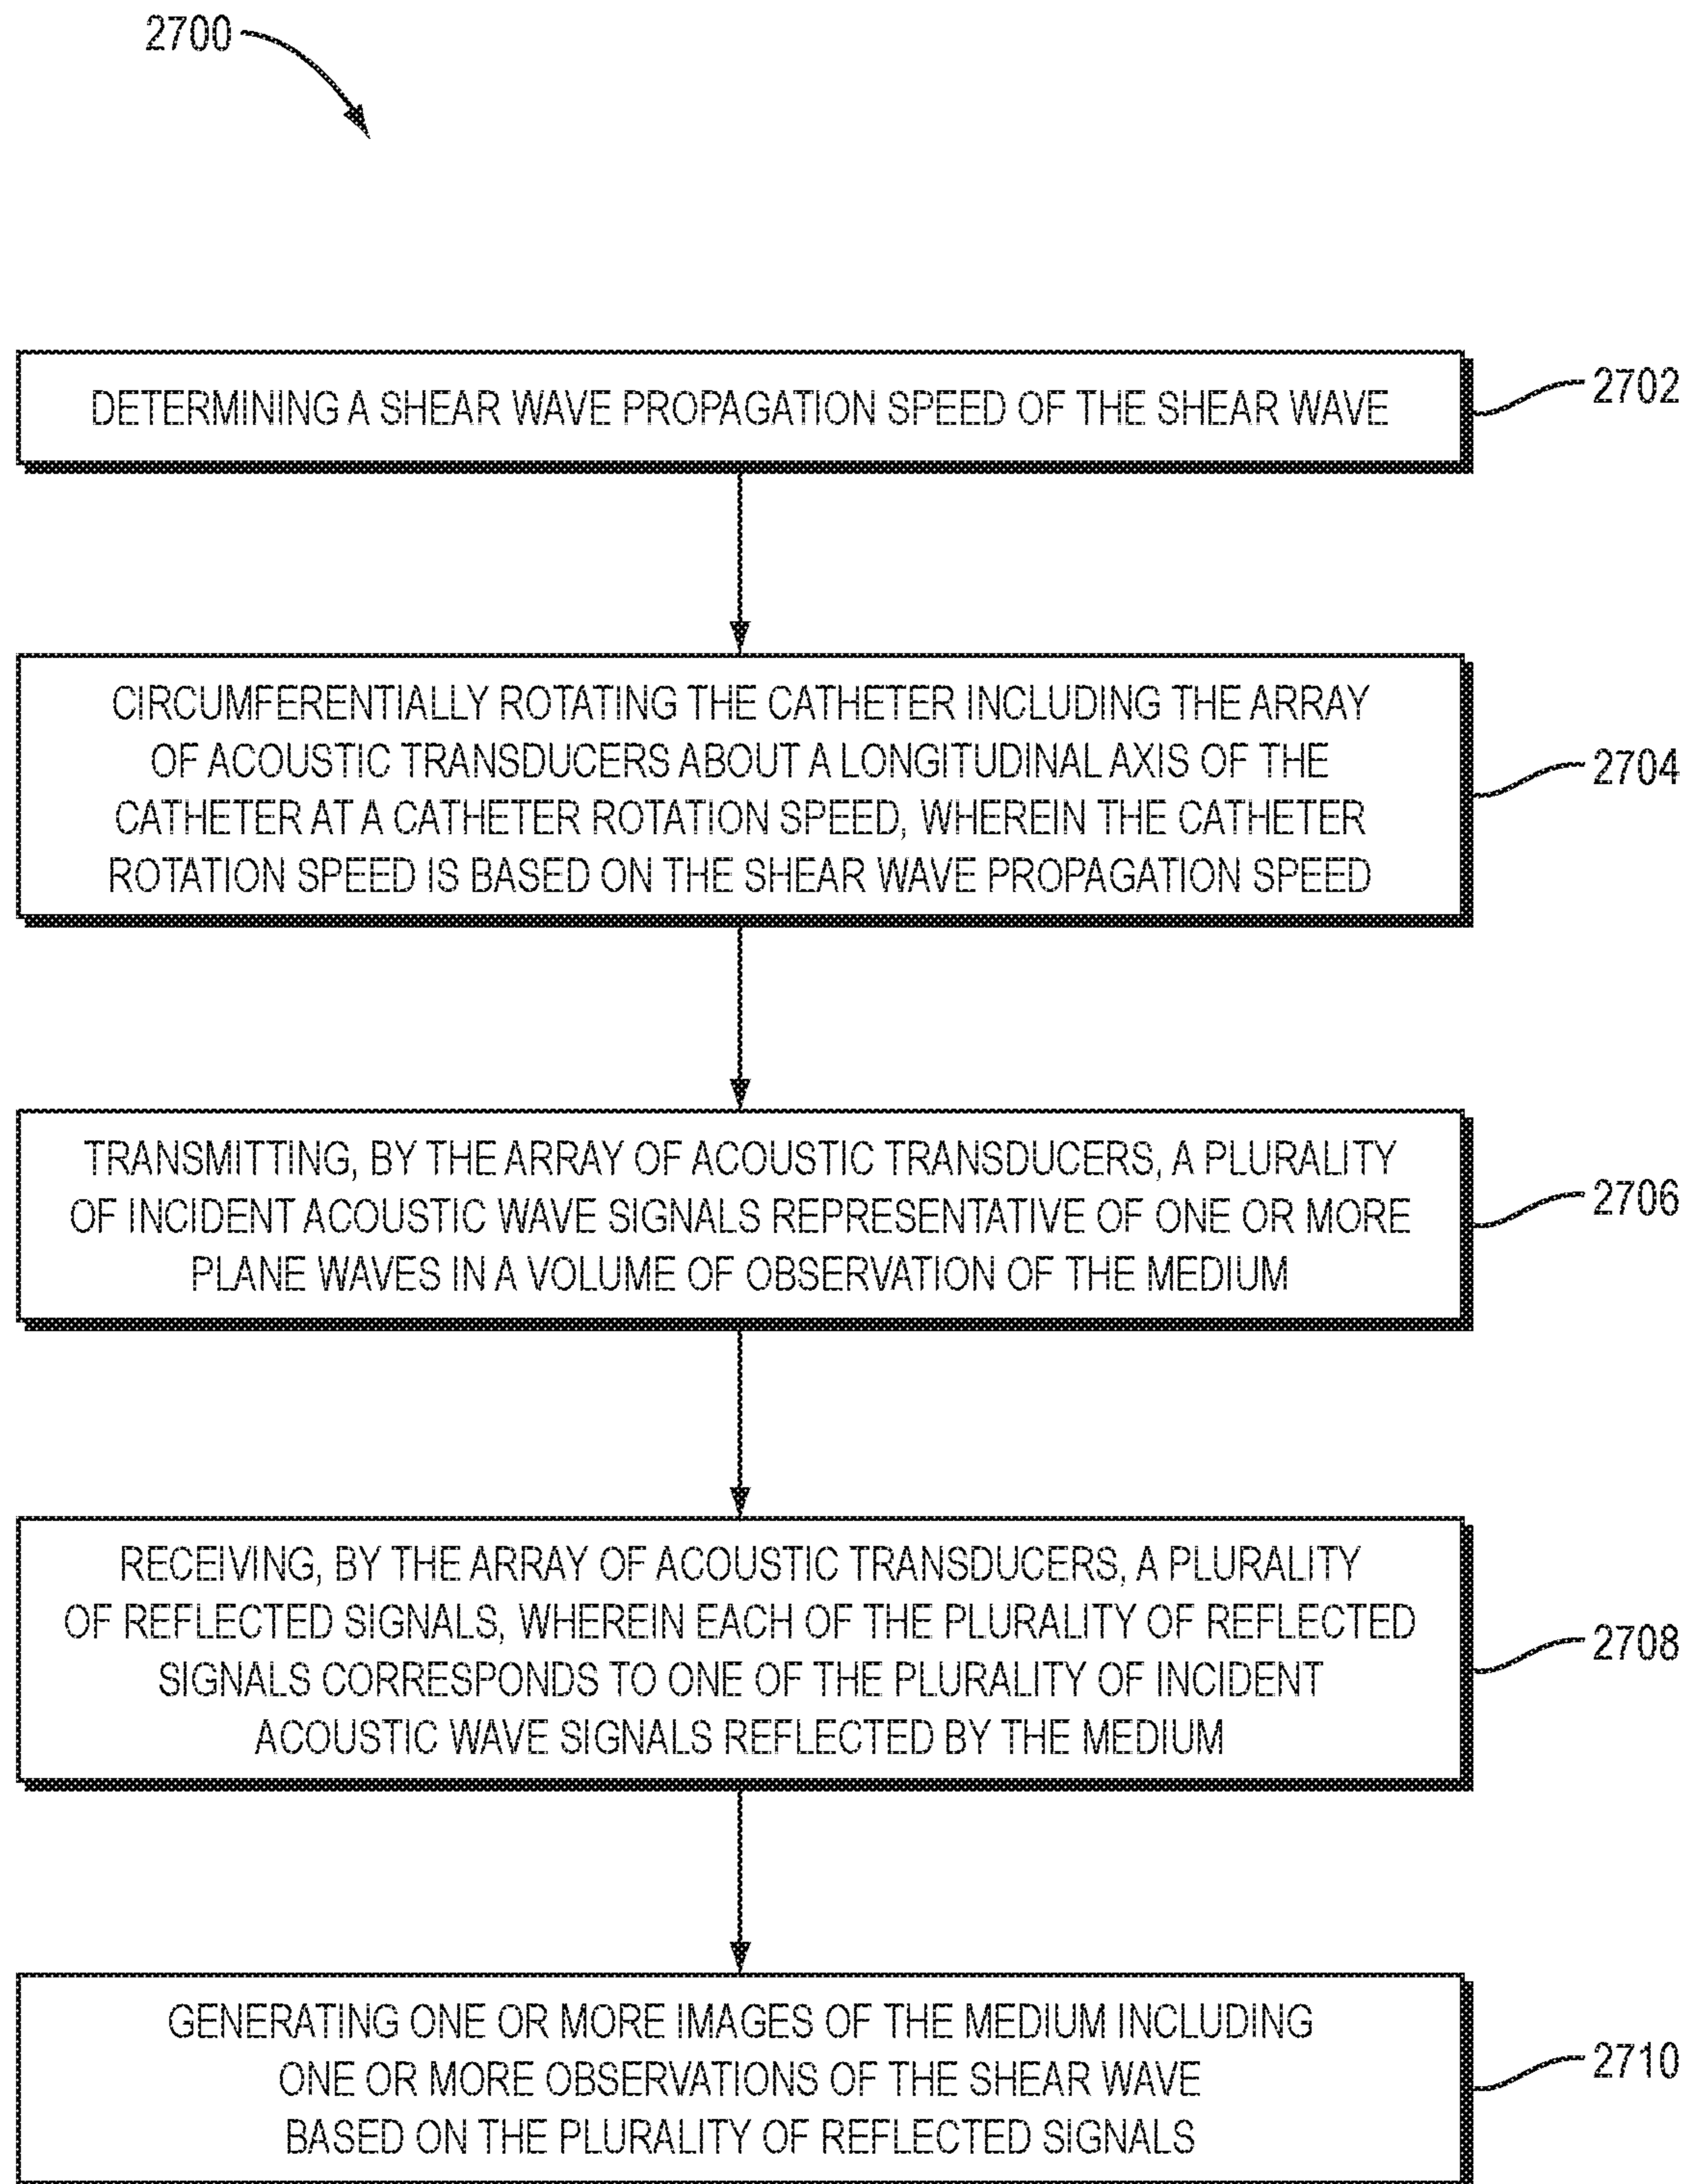 2700
DETERMINING A SHEAR WAVE PROPAGATION SPEED OF THE SHEAR WAVE
2702
CIRCUMFERENTIALLY ROTATING THE CATHETER INCLUDING THE ARRAY
OF ACOUSTIC TRANSDUCERS ABOUT A LONGITUDINAL AXIS OF THE
CATHETER AT A CATHETER ROTATION SPEED, WHEREIN THE CATHETER
ROTATION SPEED IS BASED ON THE SHEAR WAVE PROPAGATION SPEED
2704
TRANSMITTING, BY THE ARRAY OF ACOUSTIC TRANSDUCERS, A PLURALITY
OF INCIDENT ACOUSTIC WAVE SIGNALS REPRESENTATIVE OF ONE OR MORE
PLANE WAVES IN A VOLUME OF OBSERVATION OF THE MEDIUM
2706
RECEIVING, BY THE ARRAY OF ACOUSTIC TRANSDUCERS, A PLURALITY
OF REFLECTED SIGNALS, WHEREIN EACH OF THE PLURALITY OF REFLECTED
SIGNALS CORRESPONDS TO ONE OF THE PLURALITY OF INCIDENT
ACOUSTIC WAVE SIGNALS REFLECTED BY THE MEDIUM
2708
GENERATING ONE OR MORE IMAGES OF THE MEDIUM INCLUDING
ONE OR MORE OBSERVATIONS OF THE SHEAR WAVE
BASED ON THE PLURALITY OF REFLECTED SIGNALS
2710